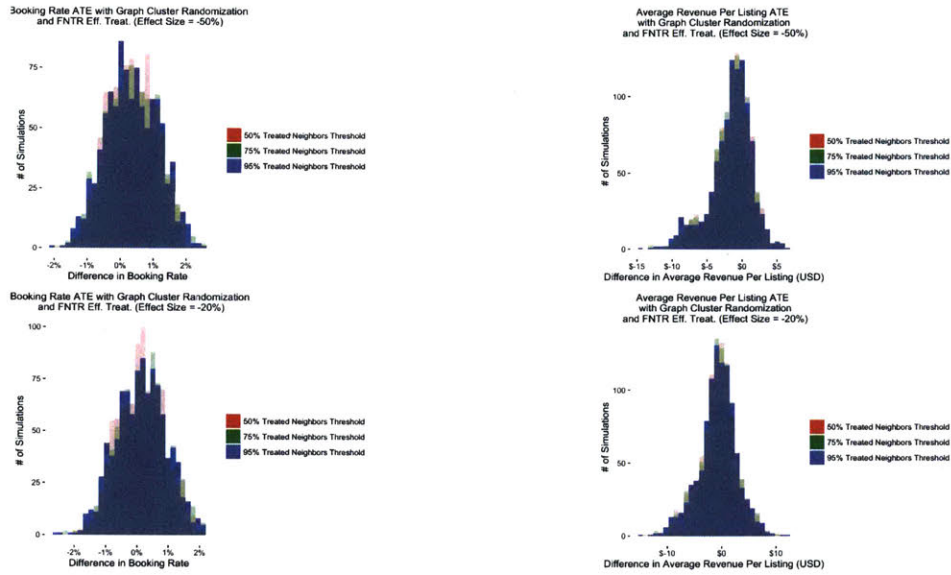 Booking Rate ATE with Graph Cluster Randomization
and FNTR Eff. Treat. (Effect Size = -50%)
75-
50-
25-
0-
# of Simulations
-2% -1% 0% 1% 2%
Difference in Booking Rate
50% Treated Neighbors Threshold
75% Treated Neighbors Threshold
95% Treated Neighbors Threshold
Average Revenue Per Listing ATE
with Graph Cluster Randomization
and FNTR Eff. Treat. (Effect Size = -50%)
100-
50-
0-
# of Simulations
$-15 $-10 $-5 $0 $5
Difference in Average Revenue Per Listing (USD)
50% Treated Neighbors Threshold
75% Treated Neighbors Threshold
95% Treated Neighbors Threshold
Booking Rate ATE with Graph Cluster Randomization
and FNTR Eff. Treat. (Effect Size = -20%)
100-
75-
50-
25-
0-
# of Simulations
-2% -1% 0% 1% 2%
Difference in Booking Rate
50% Treated Neighbors Threshold
75% Treated Neighbors Threshold
95% Treated Neighbors Threshold
Average Revenue Per Listing ATE
with Graph Cluster Randomization
and FNTR Eff. Treat. (Effect Size = -20%)
100-
50-
0-
# of Simulations
$-10 $0 $10
Difference in Average Revenue Per Listing (USD)
50% Treated Neighbors Threshold
75% Treated Neighbors Threshold
95% Treated Neighbors Threshold